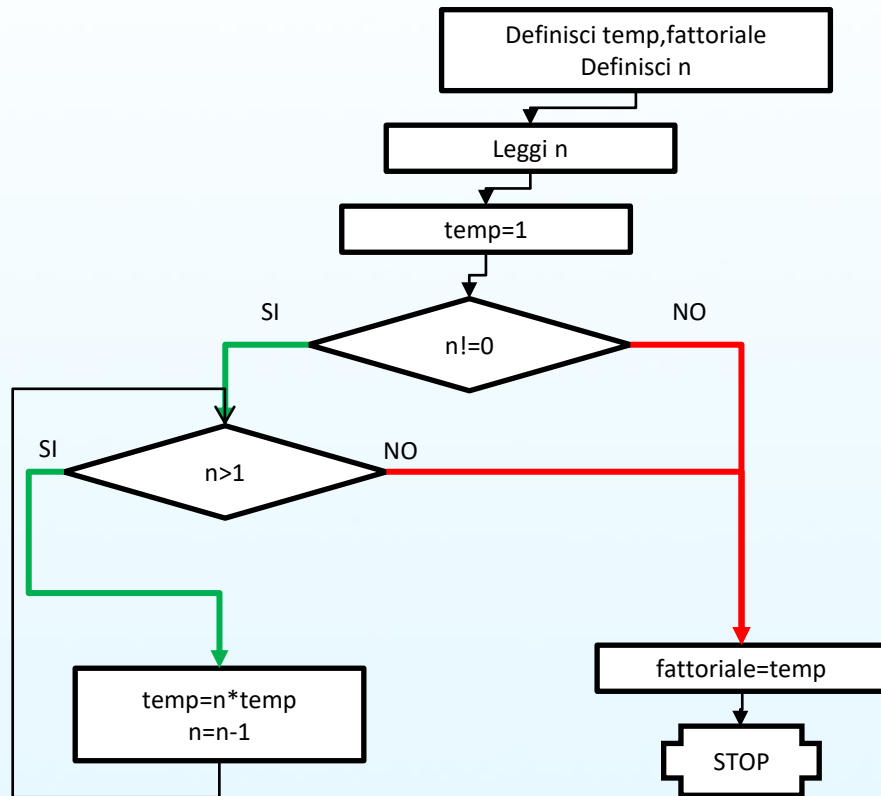 Definisci temp,fattoriale
Definisci n
Leggi n
temp=1
SI
NO
n!=0
SI
NO
n>1
temp=n*temp
n=n-1
fattoriale=temp
STOP